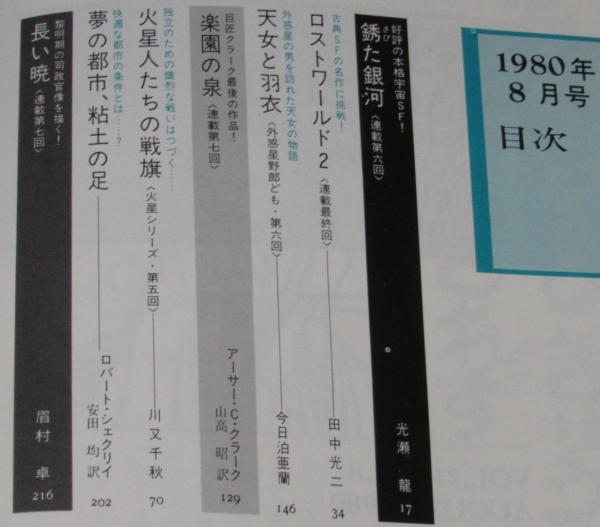 1980年
8月号
目次
好評の本格宇宙SF!
錆た銀河〈連載第六回〉
さび
光瀬 龍 17
古典SFの名作に挑戦!
ロストワールド2〈連載最終回〉
田中光二 34
外惑星の男を訪れた天女の物語
天女と羽衣〈外惑星野郎ども・第六回〉
今日泊亜蘭 146
巨匠クラーク最後の作品!
楽園の泉〈連載第七回〉
アーサー・C・クラーク
山高 昭訳 129
独立のための熾烈な戦いはつづく……
火星人たちの戦旗〈火星シリーズ・第五回〉
川又千秋 70
快適な都市の条件とは……?
夢の都市、粘土の足
ロバート・シェクリイ
安田 均訳 202
黎明期の司政官像を描く!
長い暁〈連載第七回〉
眉村 卓 216